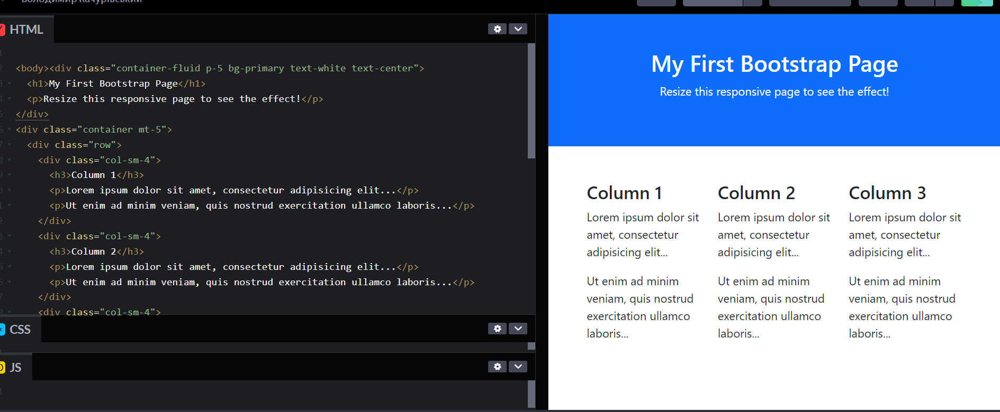 Володимир Качурівський
HTML
<body><div class="container-fluid p-5 bg-primary text-white text-center">
<h1>My First Bootstrap Page</h1>
<p>Resize this responsive page to see the effect!</p>
</div>
<div class="container mt-5">
<div class="row">
<div class="col-sm-4">
<h3>Column 1</h3>
<p>Lorem ipsum dolor sit amet, consectetur adipisicing elit...</p>
<p>Ut enim ad minim veniam, quis nostrud exercitation ullamco laboris...</p>
</div>
<div class="col-sm-4">
<h3>Column 2</h3>
<p>Lorem ipsum dolor sit amet, consectetur adipisicing elit...</p>
<p>Ut enim ad minim veniam, quis nostrud exercitation ullamco laboris...</p>
</div>
<div class="col-sm-4">
CSS
JS
My First Bootstrap Page
Resize this responsive page to see the effect!
Column 1
Lorem ipsum dolor sit
amet, consectetur
adipisicing elit...
Ut enim ad minim
veniam, quis nostrud
exercitation ullamco
laboris...
Column 2
Lorem ipsum dolor sit
amet, consectetur
adipisicing elit...
Ut enim ad minim
veniam, quis nostrud
exercitation ullamco
laboris...
Column 3
Lorem ipsum dolor sit
amet, consectetur
adipisicing elit...
Ut enim ad minim
veniam, quis nostrud
exercitation ullamco
laboris...